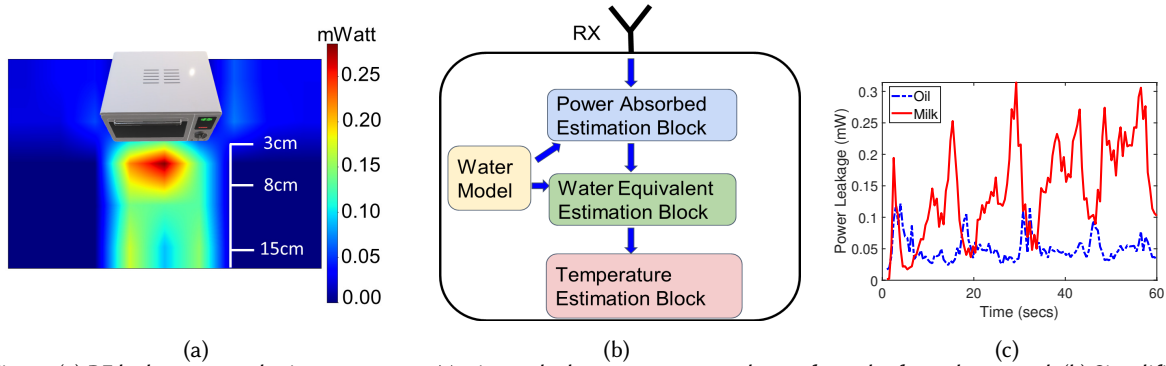 mWatt
0.25
0.20
0.15
0.10
0.05
0.00
3cm
8cm
15cm
(a)
RX
Power Absorbed
Estimation Block
Water
Model
Water Equivalent
Estimation Block
Temperature
Estimation Block
(b)
Oil
Milk
Power Leakage (mW)
0.3
0.25
0.2
0.15
0.1
0.05
0
0
20
40
60
Time (secs)
(c)